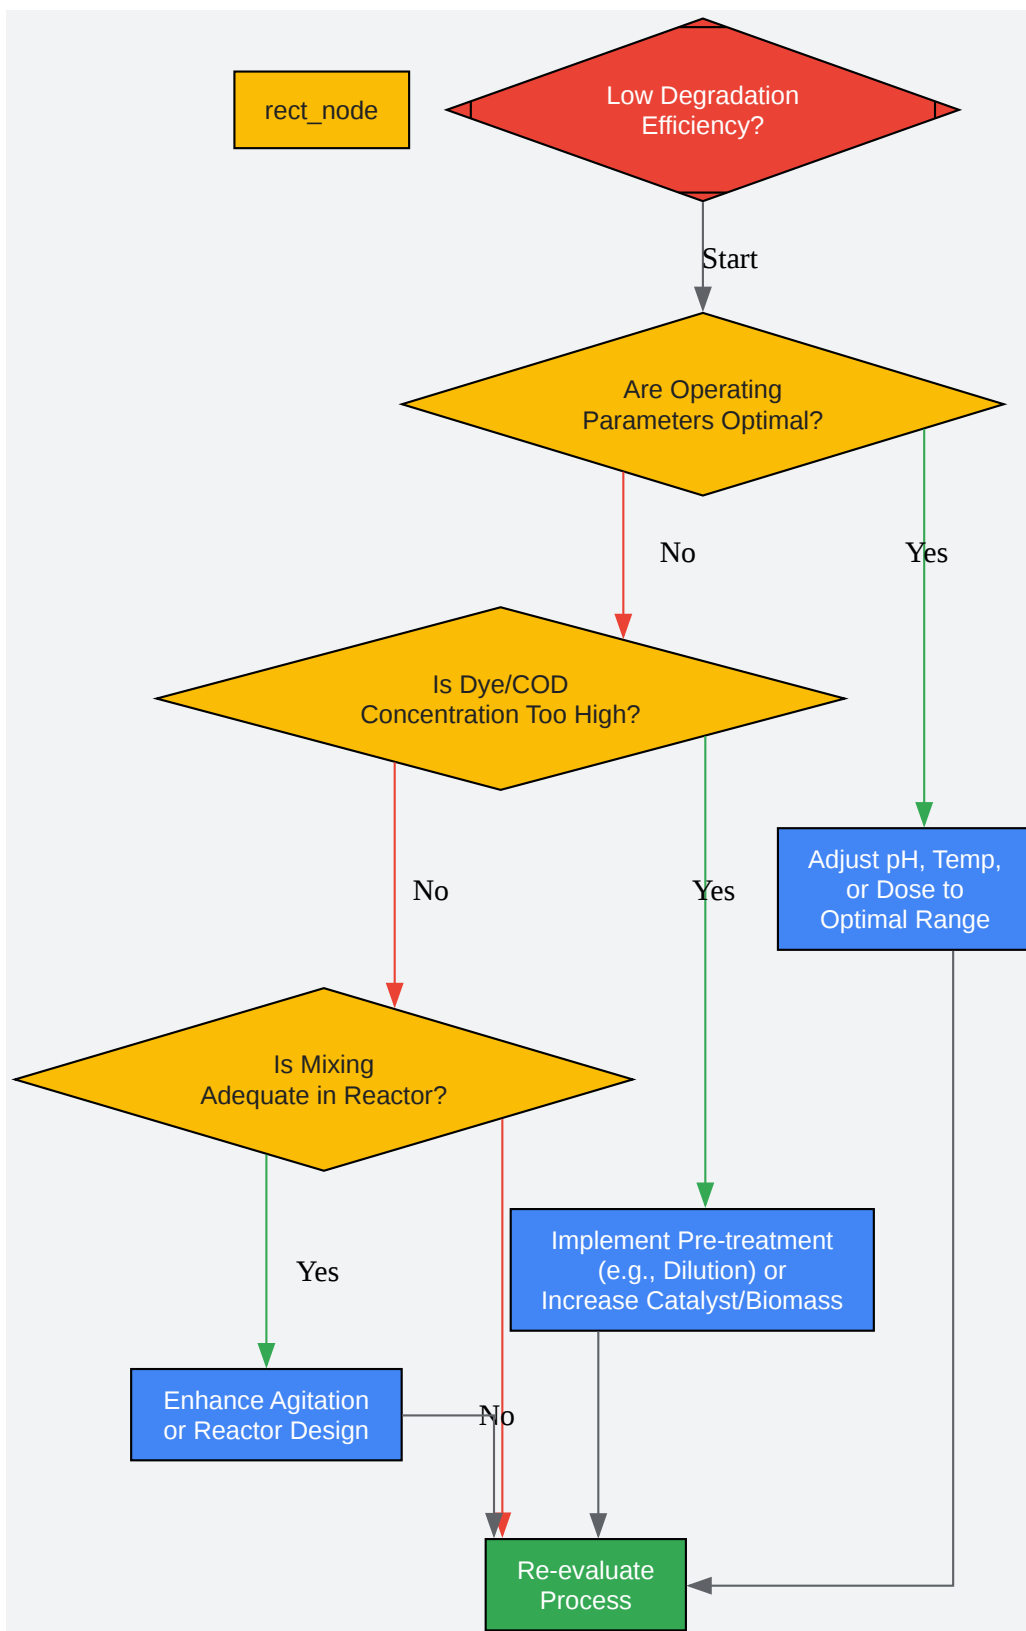 rect_node
Low Degradation
Efficiency?
Start
Are Operating
Parameters Optimal?
No
Yes
Is Dye/COD
Concentration Too High?
Adjust pH, Temp,
or Dose to
Optimal Range
No
Yes
Is Mixing
Adequate in Reactor?
Implement Pre-treatment
(e.g., Dilution) or
Increase Catalyst/Biomass
Yes
Enhance Agitation
or Reactor Design
No
Re-evaluate
Process